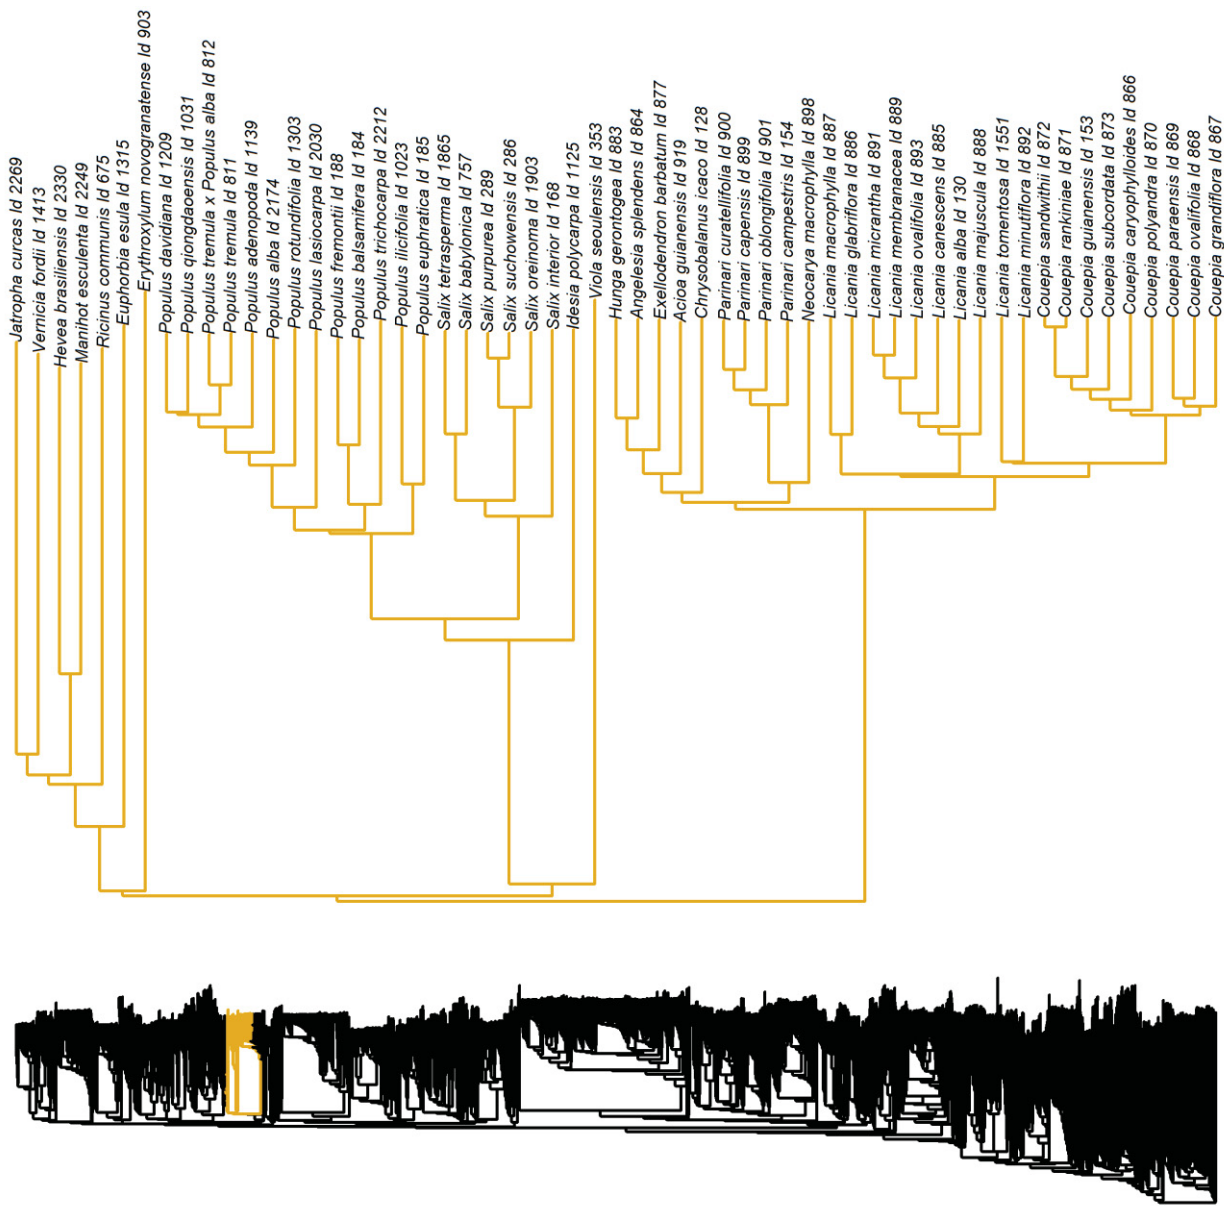 Jatropha curcas Id 2269
Vernicia fordii Id 1413
Hevea brasiliensis Id 2330
Manihot esculenta Id 2249
Ricinus communis Id 675
Euphorbia esula Id 1315
Erythroxylum novogranatense Id 903
Populus davidiana Id 1209
Populus qiongdaoensis Id 1031
Populus tremula x Populus alba Id 812
Populus tremula Id 811
Populus adenopoda Id 1139
Populus alba Id 2174
Populus rotundifolia Id 1303
Populus lasiocarpa Id 2030
Populus fremontii Id 188
Populus balsamifera Id 184
Populus trichocarpa Id 2212
Populus ilicifolia Id 1023
Populus euphratica Id 185
Salix tetrasperma Id 1865
Salix babylonica Id 757
Salix purpurea Id 289
Salix suchowensis Id 286
Salix oreinoma Id 1903
Salix interior Id 168
Idesia polycarpa Id 1125
Viola seoulensis Id 353
Hunga gerontogea Id 883
Angelesia splendens Id 864
Exellodendron barbatum Id 877
Acioa guianensis Id 919
Chrysobalanus icaco Id 128
Parinari curatellifolia Id 900
Parinari capensis Id 899
Parinari oblongifolia Id 901
Parinari campestris Id 154
Neocarya macrophylla Id 898
Licania macrophylla Id 887
Licania glabriflora Id 886
Licania micrantha Id 891
Licania membranacea Id 889
Licania ovalifolia Id 893
Licania canescens Id 885
Licania alba Id 130
Licania majuscula Id 888
Licania tomentosa Id 1551
Licania minutiflora Id 892
Couepia sandwithii Id 872
Couepia rankiniae Id 871
Couepia guianensis Id 153
Couepia subcordata Id 873
Couepia caryophylloides Id 866
Couepia polyandra Id 870
Couepia paraensis Id 869
Couepia ovalifolia Id 868
Couepia grandiflora Id 867